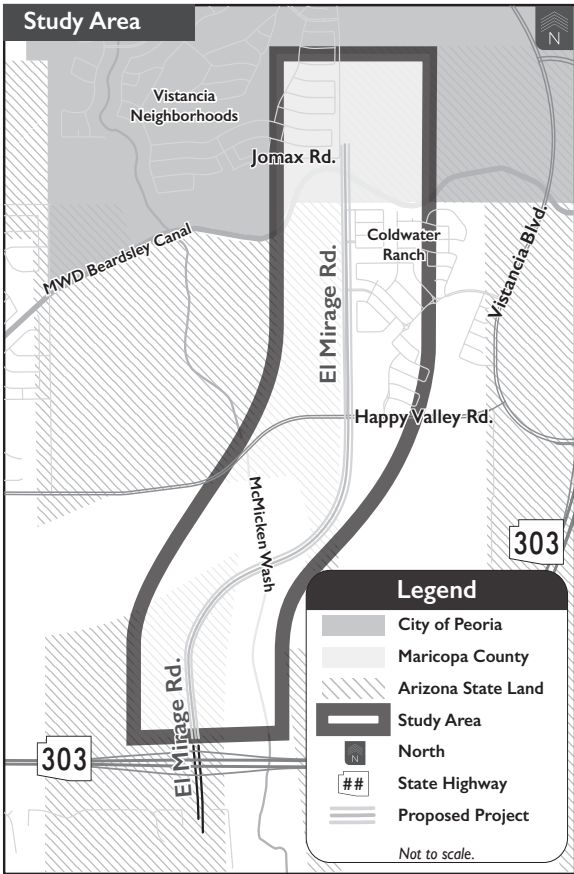 Study Area
N
Vistancia
Neighborhoods
Jomax Rd.
MWD Beardsley Canal
Coldwater
Ranch
Vistancia Blvd.
El Mirage Rd.
Happy Valley Rd.
McMicken Wash
303
El Mirage Rd.
303
Legend
City of Peoria
Maricopa County
Arizona State Land
Study Area
N
North
##
State Highway
Proposed Project
Not to scale.